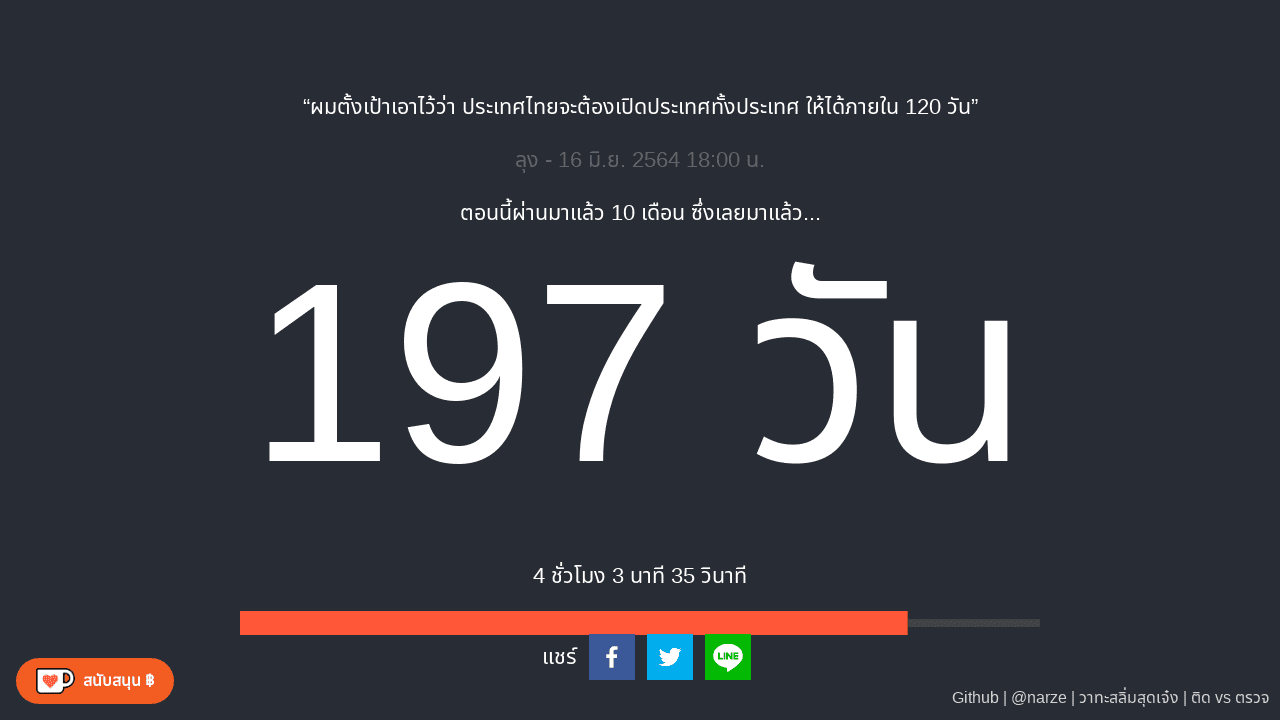 “ผมตั้งเป้าเอาไว้ว่า ประเทศไทยจะต้องเปิดประเทศทั้งประเทศ ให้ได้ภายใน 120 วัน”
ลุง - 16 มิ.ย. 2564 18:00 น.
ตอนนี้ผ่านมาแล้ว 10 เดือน ซึ่งเลยมาแล้ว...
197 วัน
4 ชั่วโมง 3 นาที 35 วินาที
แชร์
LINE
สนับสนุน ฿
Github | @narze | วาทะสลิ่มสุดเจ๋ง | ติด vs ตรวจ